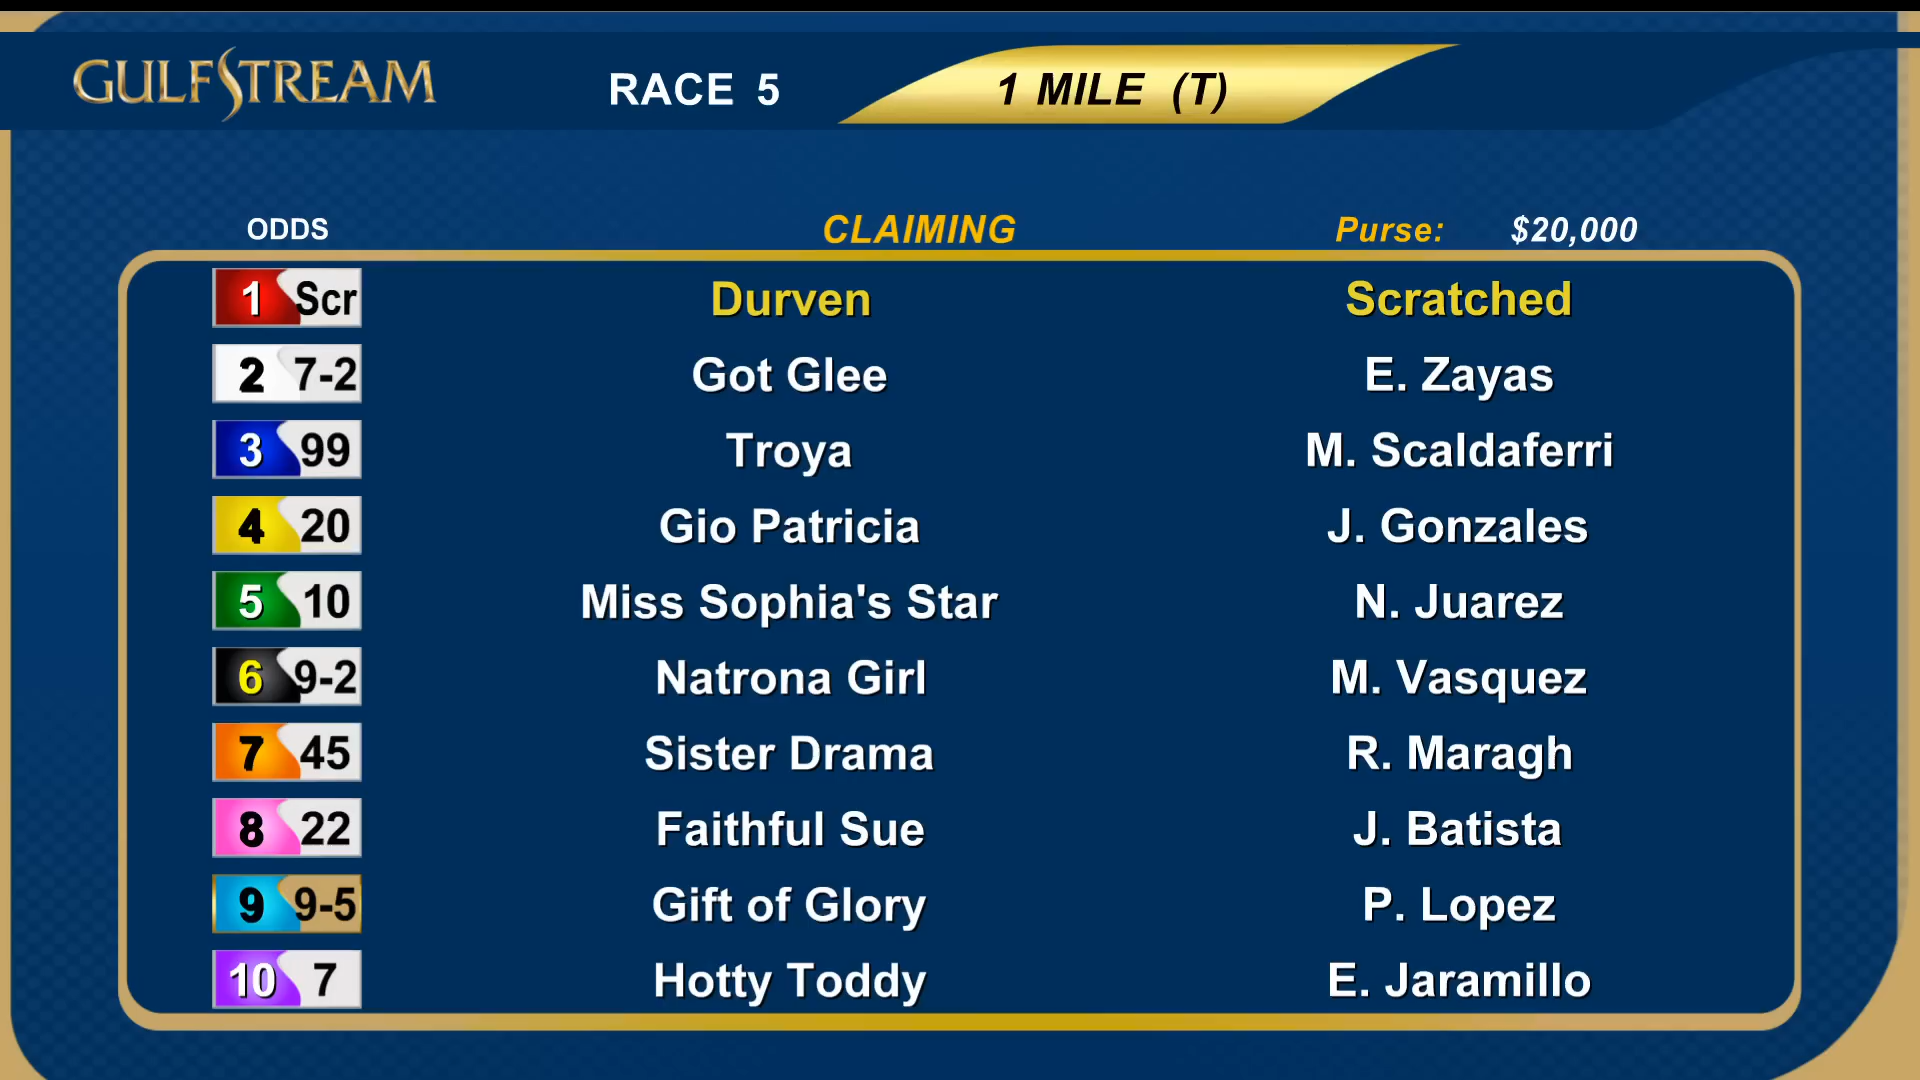 GULFSTREAM RACE 5 1 MILE (T)
ODDS CLAIMING Purse: $20,000
1 Scr Durven Scratched
2 7-2 Got Glee E. Zayas
3 99 Troya M. Scaldaferri
4 20 Gio Patricia J. Gonzales
5 10 Miss Sophia's Star N. Juarez
6 9-2 Natrona Girl M. Vasquez
7 45 Sister Drama R. Maragh
8 22 Faithful Sue J. Batista
9 9-5 Gift of Glory P. Lopez
10 7 Hotty Toddy E. Jaramillo